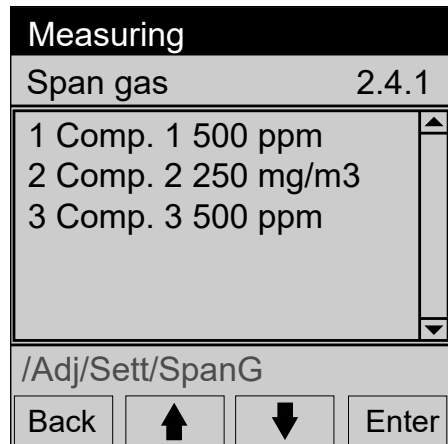 Measuring
Span gas 2.4.1
1 Comp. 1 500 ppm
2 Comp. 2 250 mg/m3
3 Comp. 3 500 ppm
/Adj/Sett/SpanG
Back Enter